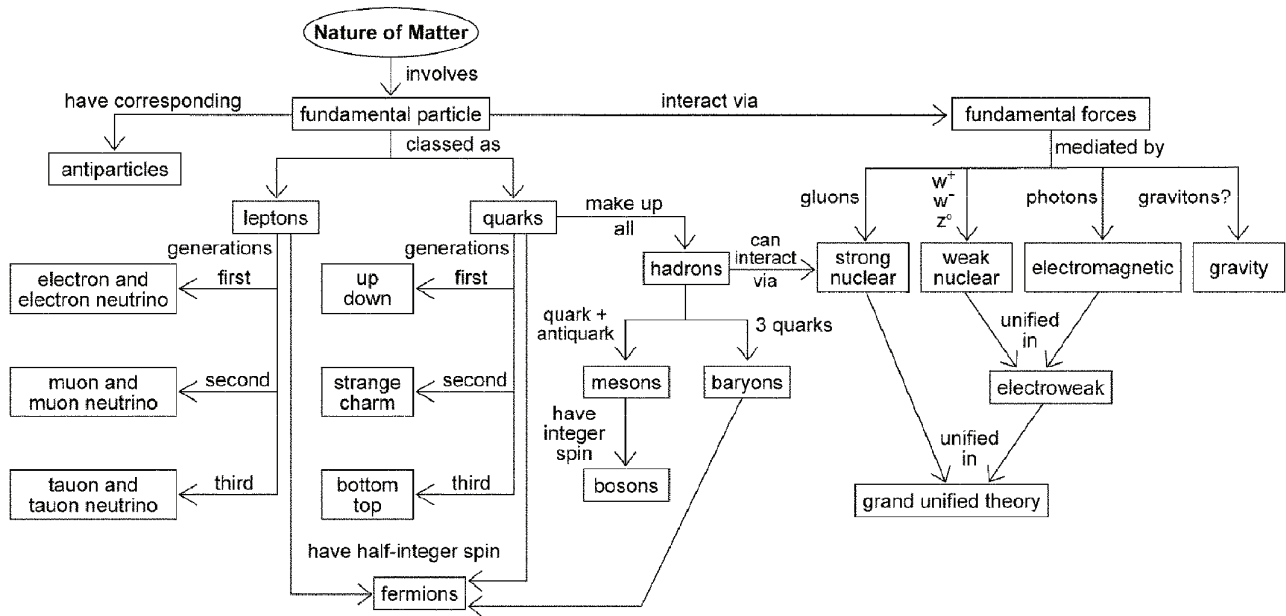 Nature of Matter
involves
have corresponding
fundamental particle
interact via
fundamental forces
classed as
mediated by
antiparticles
leptons
quarks
make up
all
gluons
w⁺
w⁻
z⁰
photons
gravitons?
generations
generations
hadrons
can
interact
via
strong
nuclear
weak
nuclear
electromagnetic
gravity
electron and
electron neutrino
first
up
down
first
quark +
antiquark
3 quarks
unified
in
muon and
muon neutrino
second
strange
charm
second
mesons
baryons
electroweak
have
integer
spin
unified
in
tauon and
tauon neutrino
third
bottom
top
third
bosons
grand unified theory
have half-integer spin
fermions